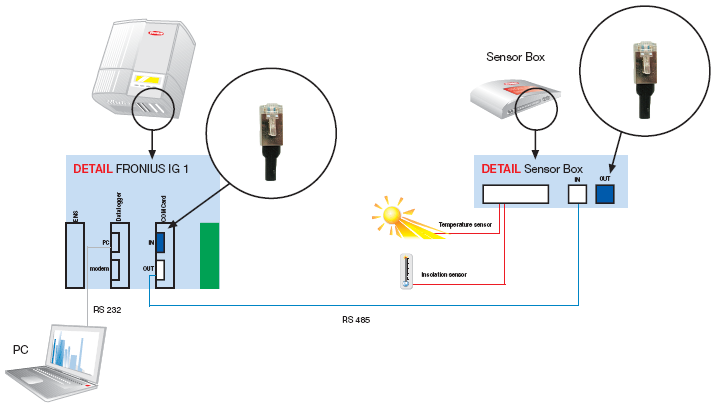 Sensor Box
DETAIL FRONIUS IG 1
ENS
Datalogger
COM Card
PC
IN
modem
OUT
DETAIL Sensor Box
IN
OUT
Temperature sensor
Insolation sensor
RS 232
RS 485
PC